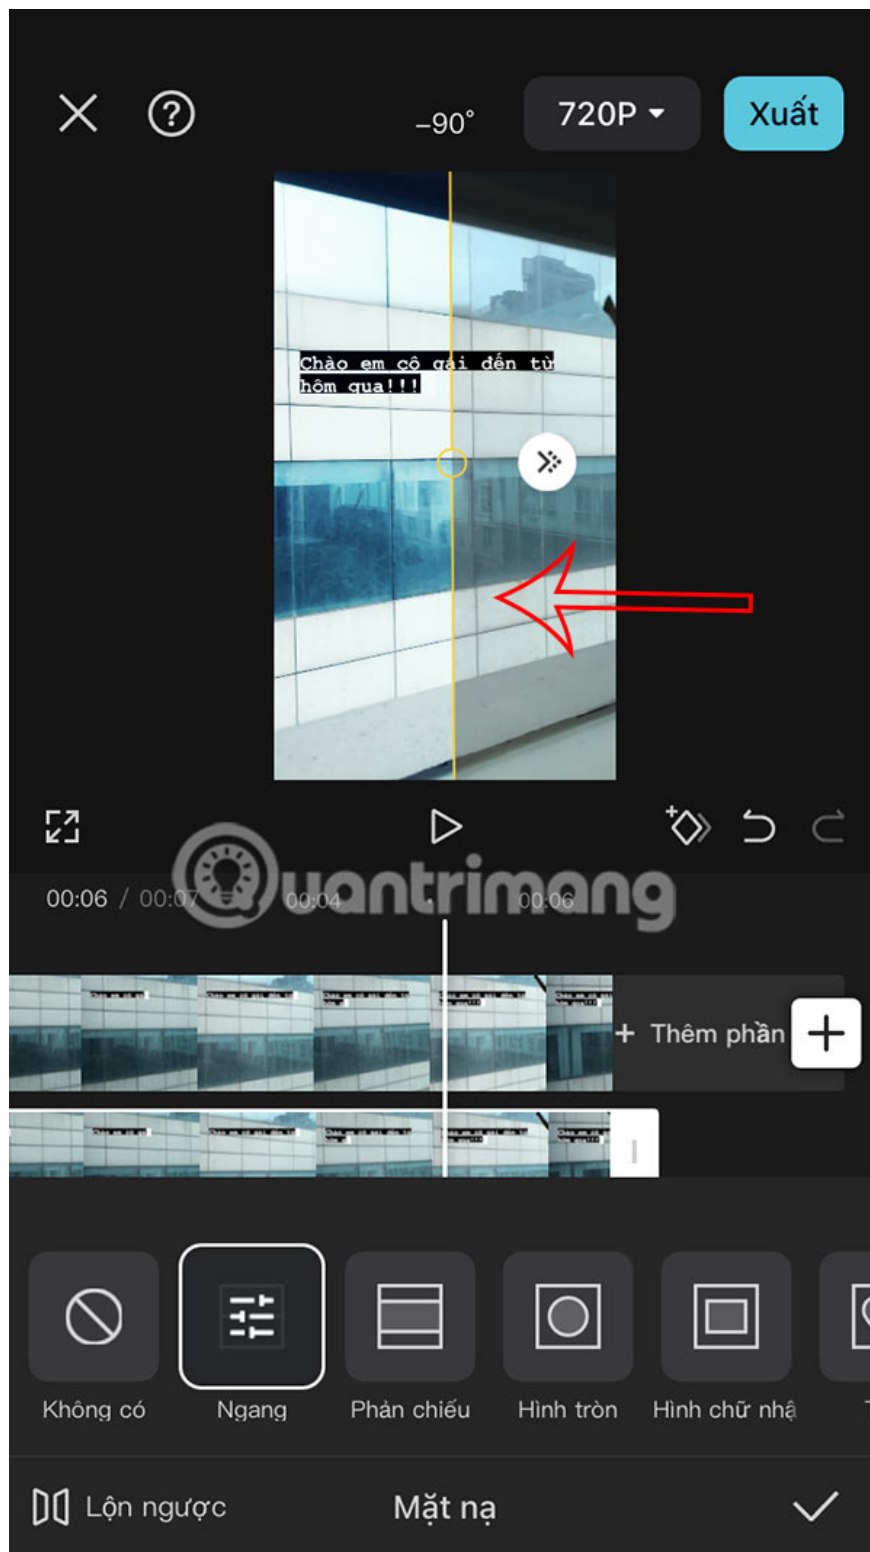 –90°
720P
Xuất
Chào em cô gái đến từ
hôm qua!!!
Quantrimang
00:06 / 00:07
00:04
00:06
+ Thêm phần
Không có
Ngang
Phản chiếu
Hình tròn
Hình chữ nhậ
Lộn ngược
Mặt nạ